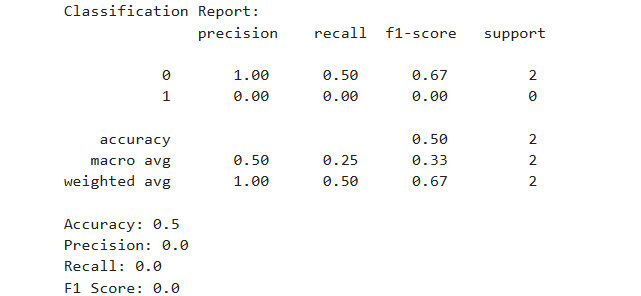 Classification Report:
precision recall f1-score support
0 1.00 0.50 0.67 2
1 0.00 0.00 0.00 0
accuracy 0.50 2
macro avg 0.50 0.25 0.33 2
weighted avg 1.00 0.50 0.67 2
Accuracy: 0.5
Precision: 0.0
Recall: 0.0
F1 Score: 0.0